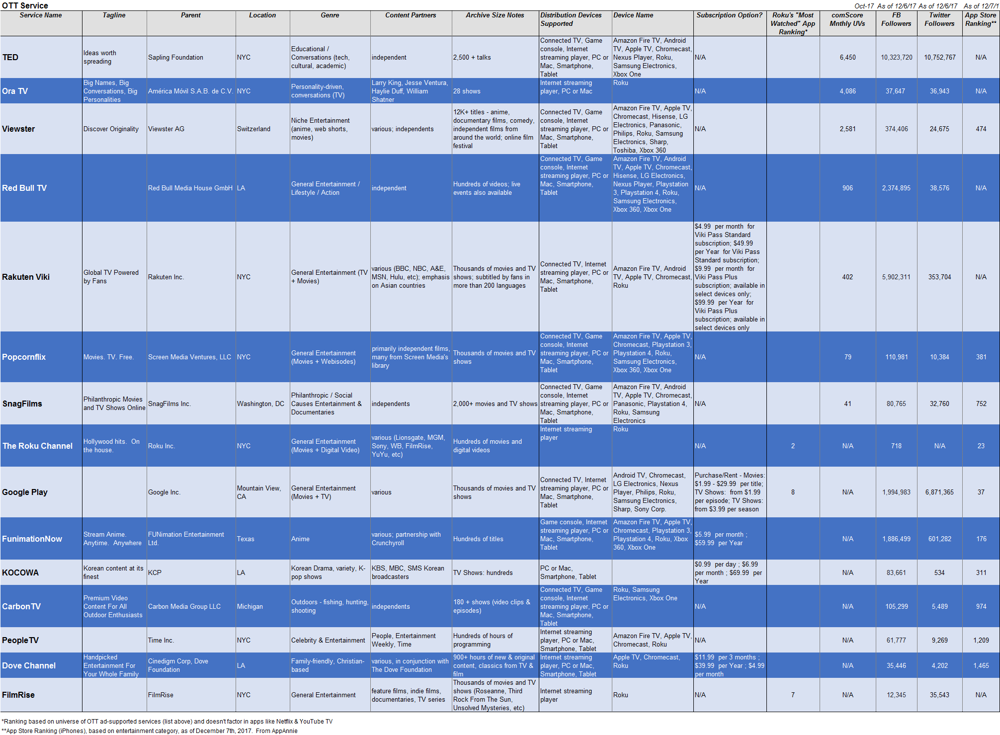 OTT Service
Oct-17 As of 12/6/17 As of 12/6/17 As of 12/7/1
Service Name
Tagline
Parent
Location
Genre
Content Partners
Archive Size Notes
Distribution Devices
Supported
Device Name
Subscription Option?
Roku's "Most
Watched" App
Ranking*
comScore
Mnthly UVs
FB
Followers
Twitter
Followers
App Store
Ranking**
TED
Ideas worth
spreading
Sapling Foundation
NYC
Educational /
Conversations (tech,
cultural, academic)
independent
2,500 + talks
Connected TV, Game
console, Internet
streaming player, PC or
Mac, Smartphone,
Tablet
Amazon Fire TV, Android
TV, Apple TV, Chromecast,
Nexus Player, Roku,
Samsung Electronics,
Xbox One
N/A
6,450
10,323,720
10,752,767
N/A
Ora TV
Big Names, Big
Conversations, Big
Personalities
América Móvil S.A.B. de C.V.
NYC
Personality-driven,
conversations (TV)
Larry King, Jesse Ventura,
Haylie Duff, William
Shatner
28 shows
Internet streaming
player, PC or Mac
Roku
N/A
4,086
37,647
36,943
N/A
Viewster
Discover Originality
Viewster AG
Switzerland
Niche Entertainment
(anime, web shorts,
movies)
various; independents
12K+ titles - anime,
documentary films, comedy,
independent films from
around the world; online film
festival
Connected TV, Game
console, Internet
streaming player, PC or
Mac, Smartphone,
Tablet
Amazon Fire TV, Apple TV,
Chromecast, Hisense, LG
Electronics, Panasonic,
Philips, Roku, Samsung
Electronics, Sharp,
Toshiba, Xbox 360
N/A
2,581
374,406
24,675
474
Red Bull TV
Red Bull Media House GmbH
LA
General Entertainment /
Lifestyle / Action
independent
Hundreds of videos; live
events also available
Connected TV, Game
console, Internet
streaming player, PC or
Mac, Smartphone,
Tablet
Amazon Fire TV, Android
TV, Apple TV, Chromecast,
Hisense, LG Electronics,
Nexus Player, Playstation
3, Playstation 4, Roku,
Samsung Electronics,
Xbox 360, Xbox One
N/A
906
2,374,895
38,576
N/A
Rakuten Viki
Global TV Powered
by Fans
Rakuten Inc.
NYC
General Entertainment (TV
+ Movies)
various (BBC, NBC, A&E,
MSN, Hulu, etc); emphasis
on Asian countries
Thousands of movies and TV
shows; subtitled by fans in
more than 200 languages
Connected TV, Internet
streaming player, PC or
Mac, Smartphone,
Tablet
Amazon Fire TV, Android
TV, Apple TV, Chromecast,
Roku
$4.99 per month for
Viki Pass Standard
subscription; $49.99
per Year for Viki Pass
Standard subscription;
$9.99 per month for
Viki Pass Plus
subscription; available in
select devices only;
$99.99 per Year for
Viki Pass Plus
subscription; available in
select devices only
402
5,902,311
353,704
N/A
Popcornflix
Movies. TV. Free.
Screen Media Ventures, LLC
NYC
General Entertainment
(Movies + Webisodes)
primarily independent films,
many from Screen Media's
library
Thousands of movies and TV
shows
Connected TV, Game
console, Internet
streaming player, PC or
Mac, Smartphone,
Tablet
Amazon Fire TV, Apple TV,
Chromecast, Playstation 3,
Playstation 4, Roku,
Samsung Electronics,
Xbox 360, Xbox One
N/A
79
110,981
10,384
381
SnagFilms
Philanthropic Movies
and TV Shows Online
SnagFilms Inc.
Washington, DC
Philanthropic / Social
Causes Entertainment &
Documentaries
independents
2,000+ movies and TV shows
Connected TV, Game
console, Internet
streaming player, PC or
Mac, Smartphone,
Tablet
Amazon Fire TV, Android
TV, Apple TV, Chromecast,
Panasonic, Playstation 4,
Roku, Samsung
Electronics
N/A
41
80,765
32,760
752
The Roku Channel
Hollywood hits. On
the house.
Roku Inc.
NYC
General Entertainment
(Movies + Digital Video)
various (Lionsgate, MGM,
Sony, WB, FilmRise,
YuYu, etc)
Hundreds of movies and
digital videos
Internet streaming
player
Roku
N/A
2
N/A
718
N/A
23
Google Play
Google Inc.
Mountain View,
CA
General Entertainment
(Movies + TV)
various
Thousands of movies and TV
shows
Connected TV, Internet
streaming player, PC or
Mac, Smartphone,
Tablet
Android TV, Chromecast,
LG Electronics, Nexus
Player, Philips, Roku,
Samsung Electronics,
Sharp, Sony Corp.
Purchase/Rent - Movies:
$1.99 - $29.99 per title;
TV Shows: from $1.99
per episode; TV Shows:
from $3.99 per season
8
N/A
1,994,983
6,871,365
37
FunimationNow
Stream Anime.
Anytime. Anywhere
FUNimation Entertainment
Ltd.
Texas
Anime
various; partnership with
Crunchyroll
Hundreds of titles
Game console, Internet
streaming player, PC or
Mac, Smartphone,
Tablet
Amazon Fire TV, Apple TV,
Chromecast, Playstation 3,
Playstation 4, Roku, Xbox
360, Xbox One
$5.99 per month ;
$59.99 per Year
N/A
1,886,499
601,282
176
KOCOWA
Korean content at its
finest
KCP
LA
Korean Drama, variety, K-
pop shows
KBS, MBC, SMS Korean
broadcasters
TV Shows: hundreds
PC or Mac,
Smartphone, Tablet
$0.99 per day ; $6.99
per month ; $69.99 per
Year
N/A
83,661
534
311
CarbonTV
Premium Video
Content For All
Outdoor Enthusiasts
Carbon Media Group LLC
Michigan
Outdoors - fishing, hunting,
shooting
independents
180 + shows (video clips &
episodes)
Connected TV, Game
console, Internet
streaming player, PC or
Mac, Smartphone,
Tablet
Roku, Samsung
Electronics, Xbox One
N/A
N/A
105,299
5,489
974
PeopleTV
Time Inc.
NYC
Celebrity & Entertainment
People, Entertainment
Weekly, Time
Hundreds of hours of
programming
Internet streaming
player, PC or Mac,
Smartphone, Tablet
Amazon Fire TV, Apple TV,
Chromecast, Roku
N/A
N/A
61,777
9,269
1,209
Dove Channel
Handpicked
Entertainment For
Your Whole Family
Cinedigm Corp, Dove
Foundation
LA
Family-friendly, Christian-
based
various, in conjunction with
The Dove Foundation
900+ hours of new & original
content, classics from TV &
film
Internet streaming
player, PC or Mac,
Smartphone, Tablet
Apple TV, Chromecast,
Roku
$11.99 per 3 months ;
$39.99 per Year ; $4.99
per month
N/A
35,446
4,202
1,465
FilmRise
FilmRise
NYC
General Entertainment
feature films, indie films,
documentaries, TV series
Thousands of movies and TV
shows (Roseanne, Third
Rock From The Sun,
Unsolved Mysteries, etc)
Internet streaming
player
Roku
N/A
7
N/A
12,345
35,543
N/A
*Ranking based on universe of OTT ad-supported services (list above) and doesn't factor in apps like Netflix & YouTube TV
**App Store Ranking (iPhones), based on entertainment category, as of December 7th, 2017. From AppAnnie